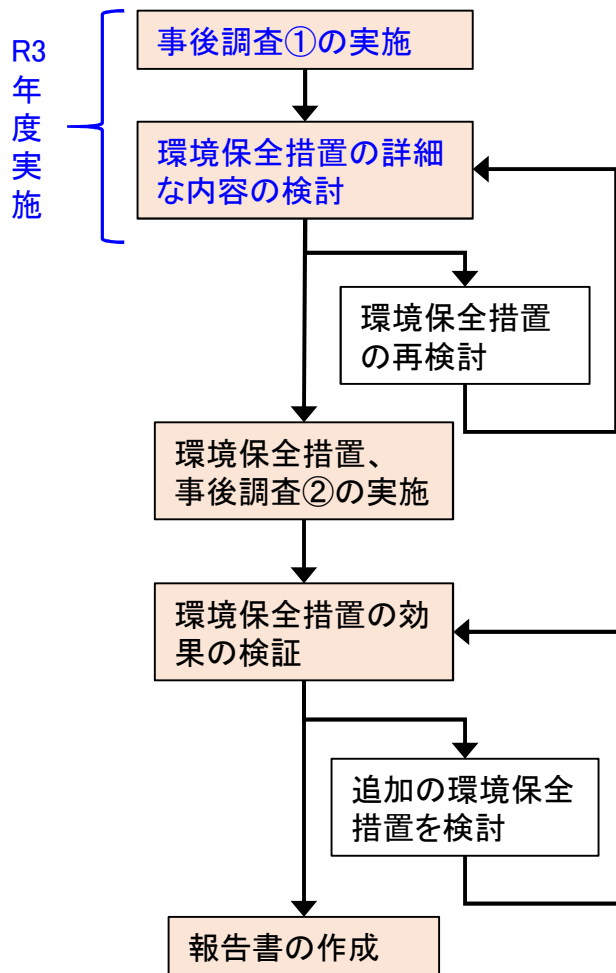 R3
年
度
実
施
事後調査①の実施
環境保全措置の詳細
な内容の検討
環境保全措置
の再検討
環境保全措置、
事後調査②の実施
環境保全措置の効
果の検証
追加の環境保全
措置を検討
報告書の作成